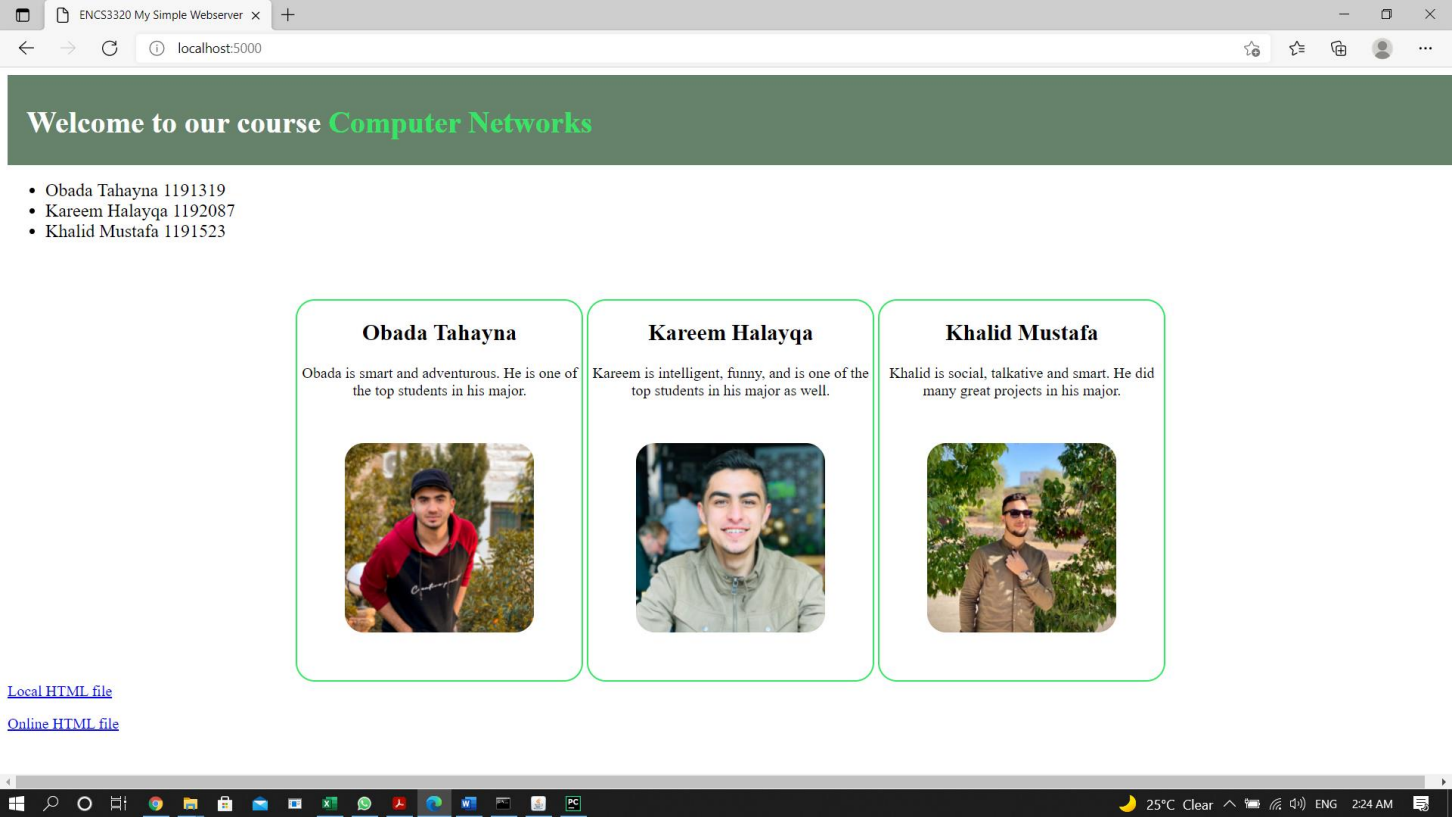 ENCS3320 My Simple Webserver
localhost:5000
Welcome to our course Computer Networks
• Obada Tahayna 1191319
• Kareem Halayqa 1192087
• Khalid Mustafa 1191523
Obada Tahayna
Obada is smart and adventurous. He is one of
the top students in his major.
Kareem Halayqa
Kareem is intelligent, funny, and is one of the
top students in his major as well.
Khalid Mustafa
Khalid is social, talkative and smart. He did
many great projects in his major.
Local HTML file
Online HTML file
25°C Clear ENG 2:24 AM